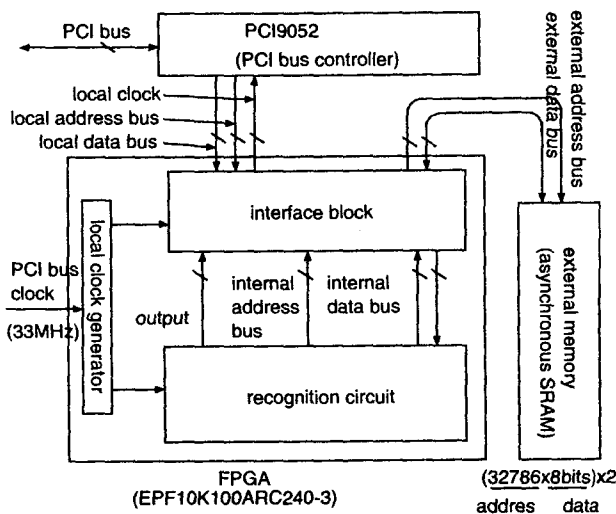 PCI bus
PCI9052
(PCI bus controller)
local clock
local address bus
local data bus
external address bus
external data bus
interface block
local clock generator
PCI bus
clock
(33MHz)
output
internal
address
bus
internal
data bus
recognition circuit
external memory
(asynchronous SRAM)
FPGA
(EPF10K100ARC240-3)
(32786x8bits)x2
addres data